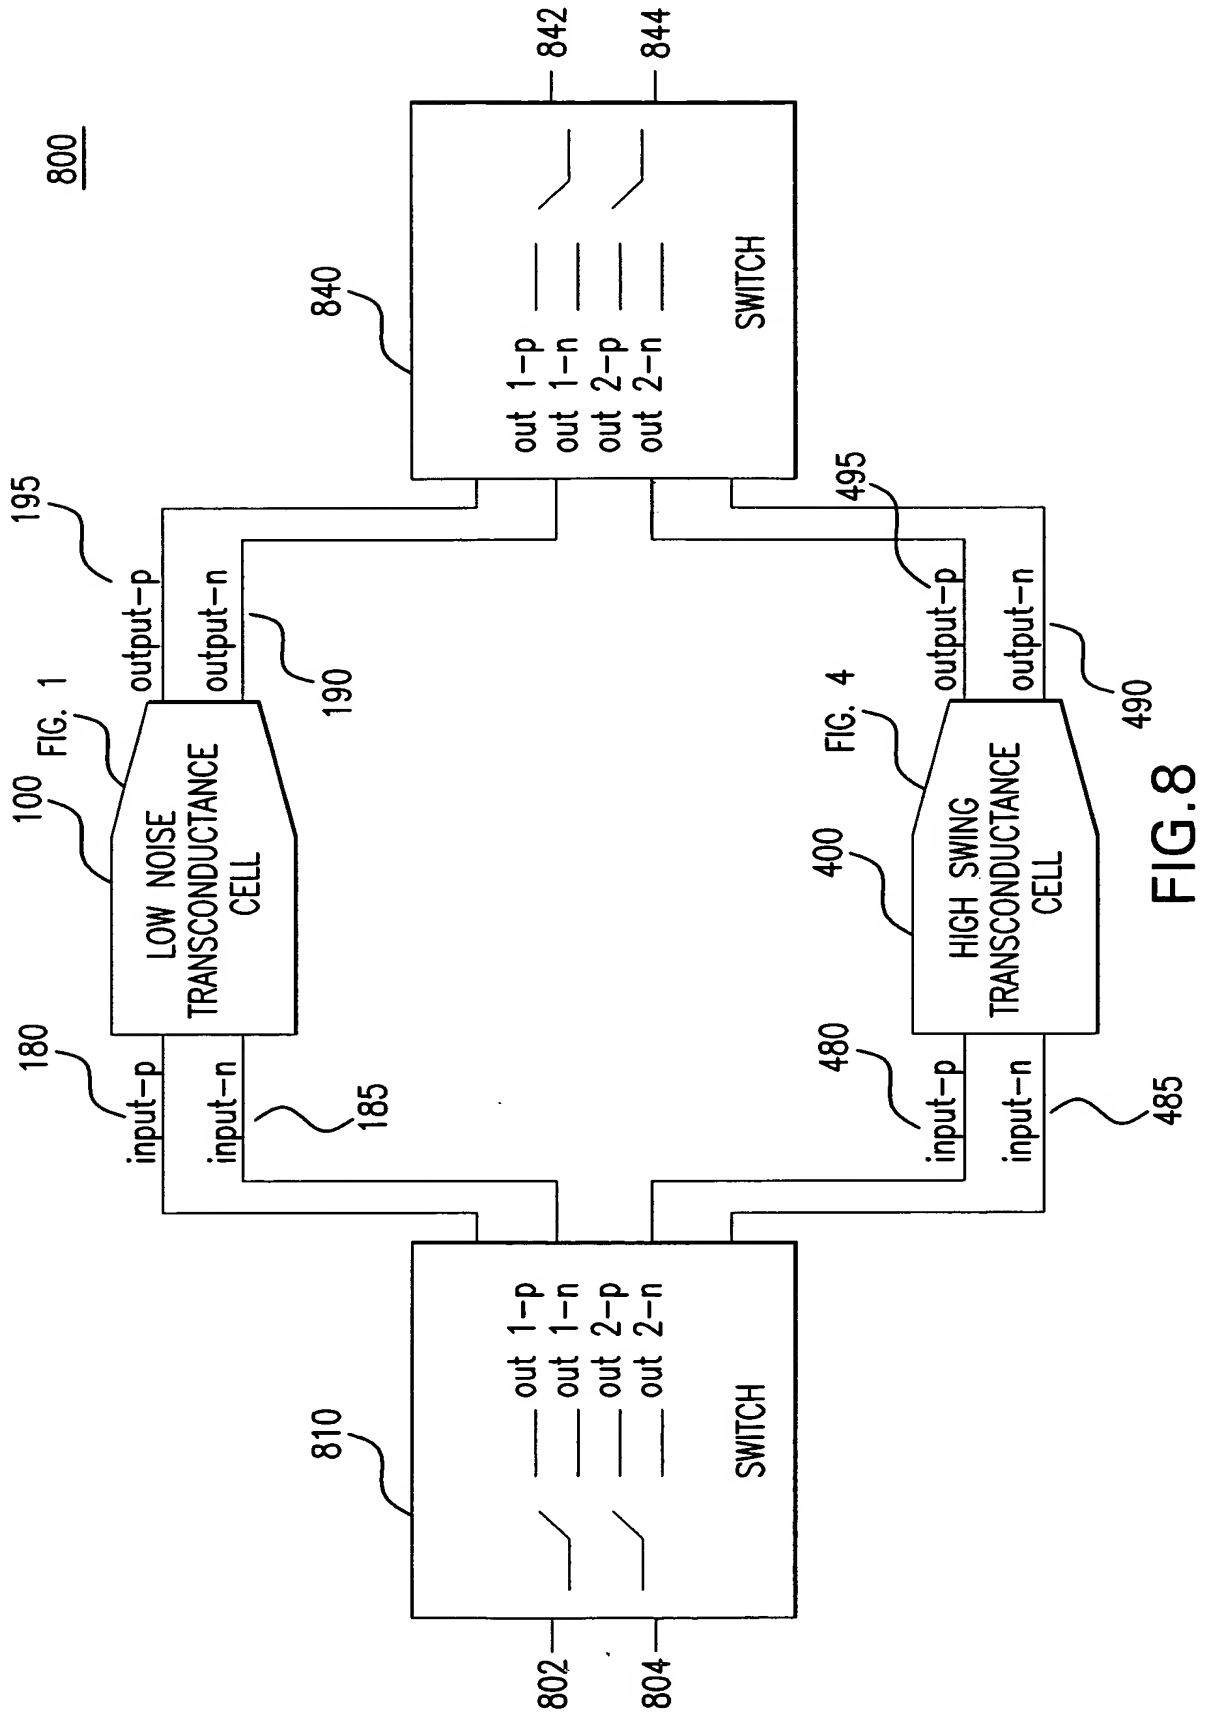 800
100
FIG. 1
195
180
input-p
LOW NOISE
TRANSCONDUCTANCE
CELL
output-p
input-n
output-n
185
190
810
840
out 1-p
out 1-n
out 2-p
out 2-n
SWITCH
802
804
out 1-p
out 1-n
out 2-p
out 2-n
SWITCH
842
844
400
FIG. 4
495
480
input-p
HIGH SWING
TRANSCONDUCTANCE
CELL
output-p
input-n
output-n
485
490
FIG.8